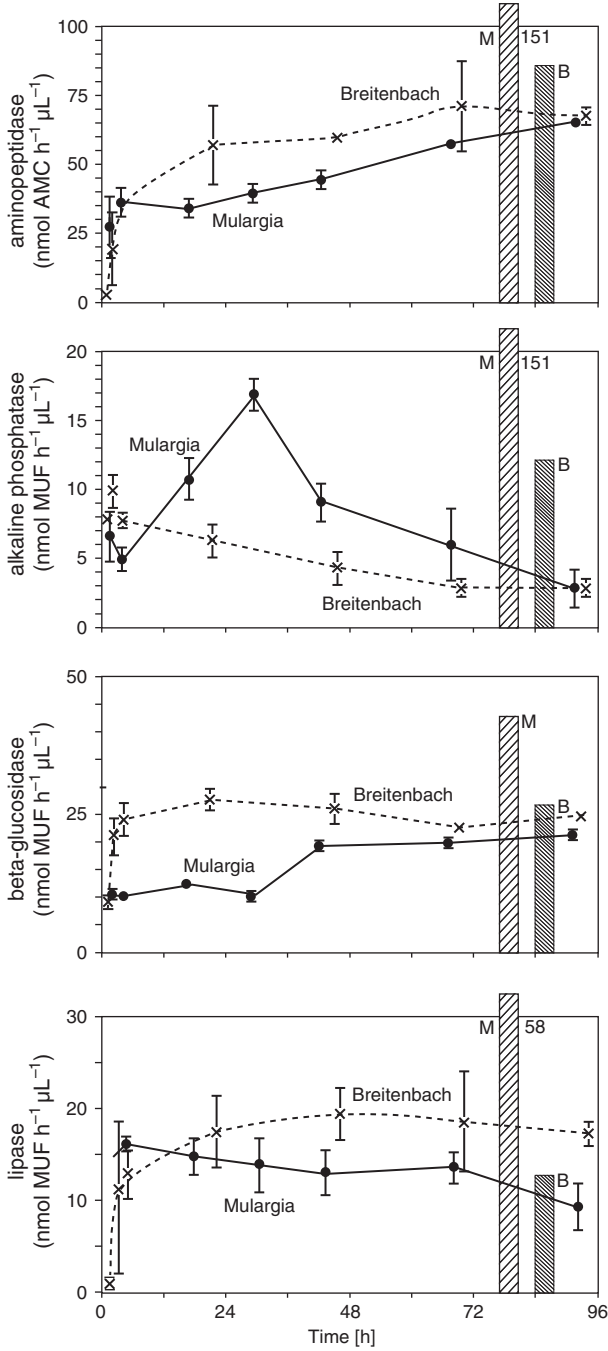 aminopeptidase
(nmol AMC h⁻¹ µL⁻¹)
100
75
50
25
0
Breitenbach
Mulargia
M
151
B
alkaline phosphatase
(nmol MUF h⁻¹ µL⁻¹)
20
15
10
5
0
Mulargia
Breitenbach
M
151
B
beta-glucosidase
(nmol MUF h⁻¹ µL⁻¹)
50
25
0
Breitenbach
Mulargia
M
B
lipase
(nmol MUF h⁻¹ µL⁻¹)
30
20
10
0
Breitenbach
Mulargia
M
58
B
0 24 48 72 96
Time [h]